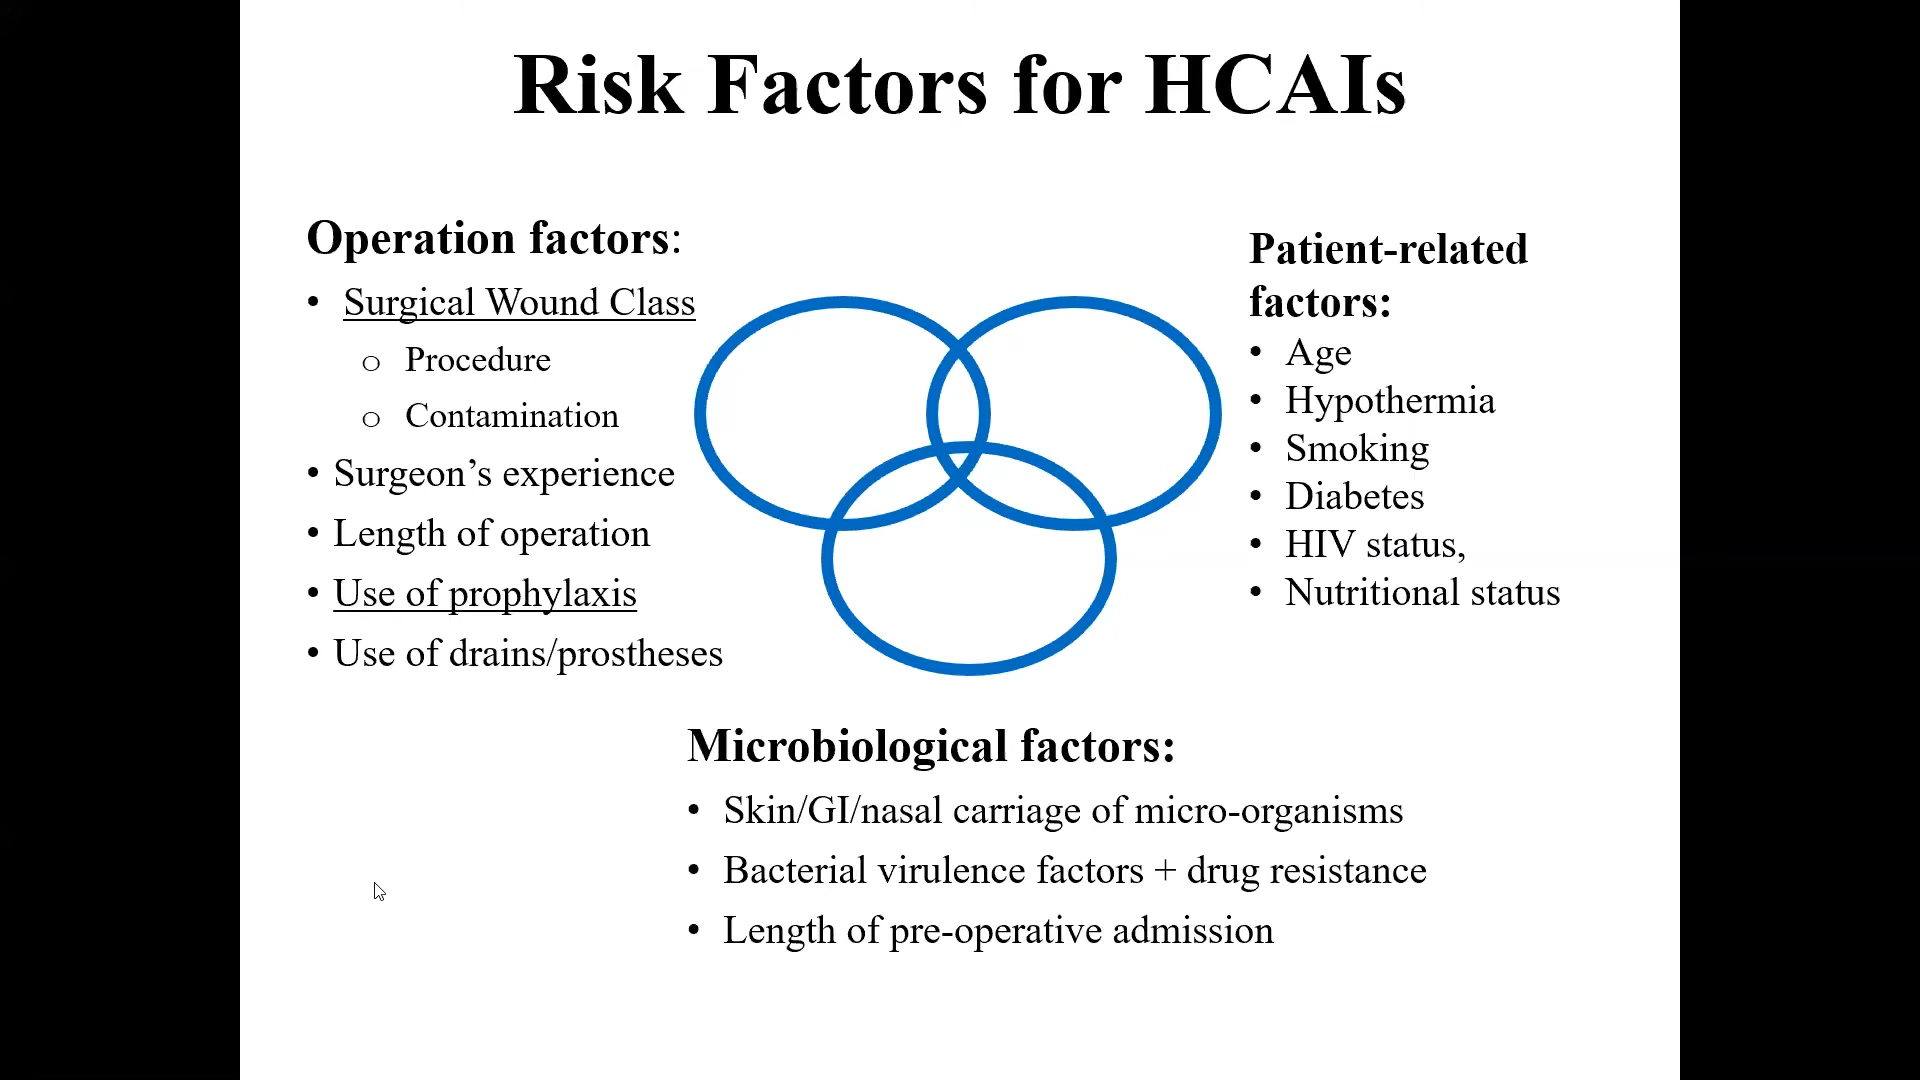 Risk Factors for HCAIs
Operation factors:
• Surgical Wound Class
o Procedure
o Contamination
• Surgeon’s experience
• Length of operation
• Use of prophylaxis
• Use of drains/prostheses
Patient-related
factors:
• Age
• Hypothermia
• Smoking
• Diabetes
• HIV status,
• Nutritional status
Microbiological factors:
• Skin/GI/nasal carriage of micro-organisms
• Bacterial virulence factors + drug resistance
• Length of pre-operative admission